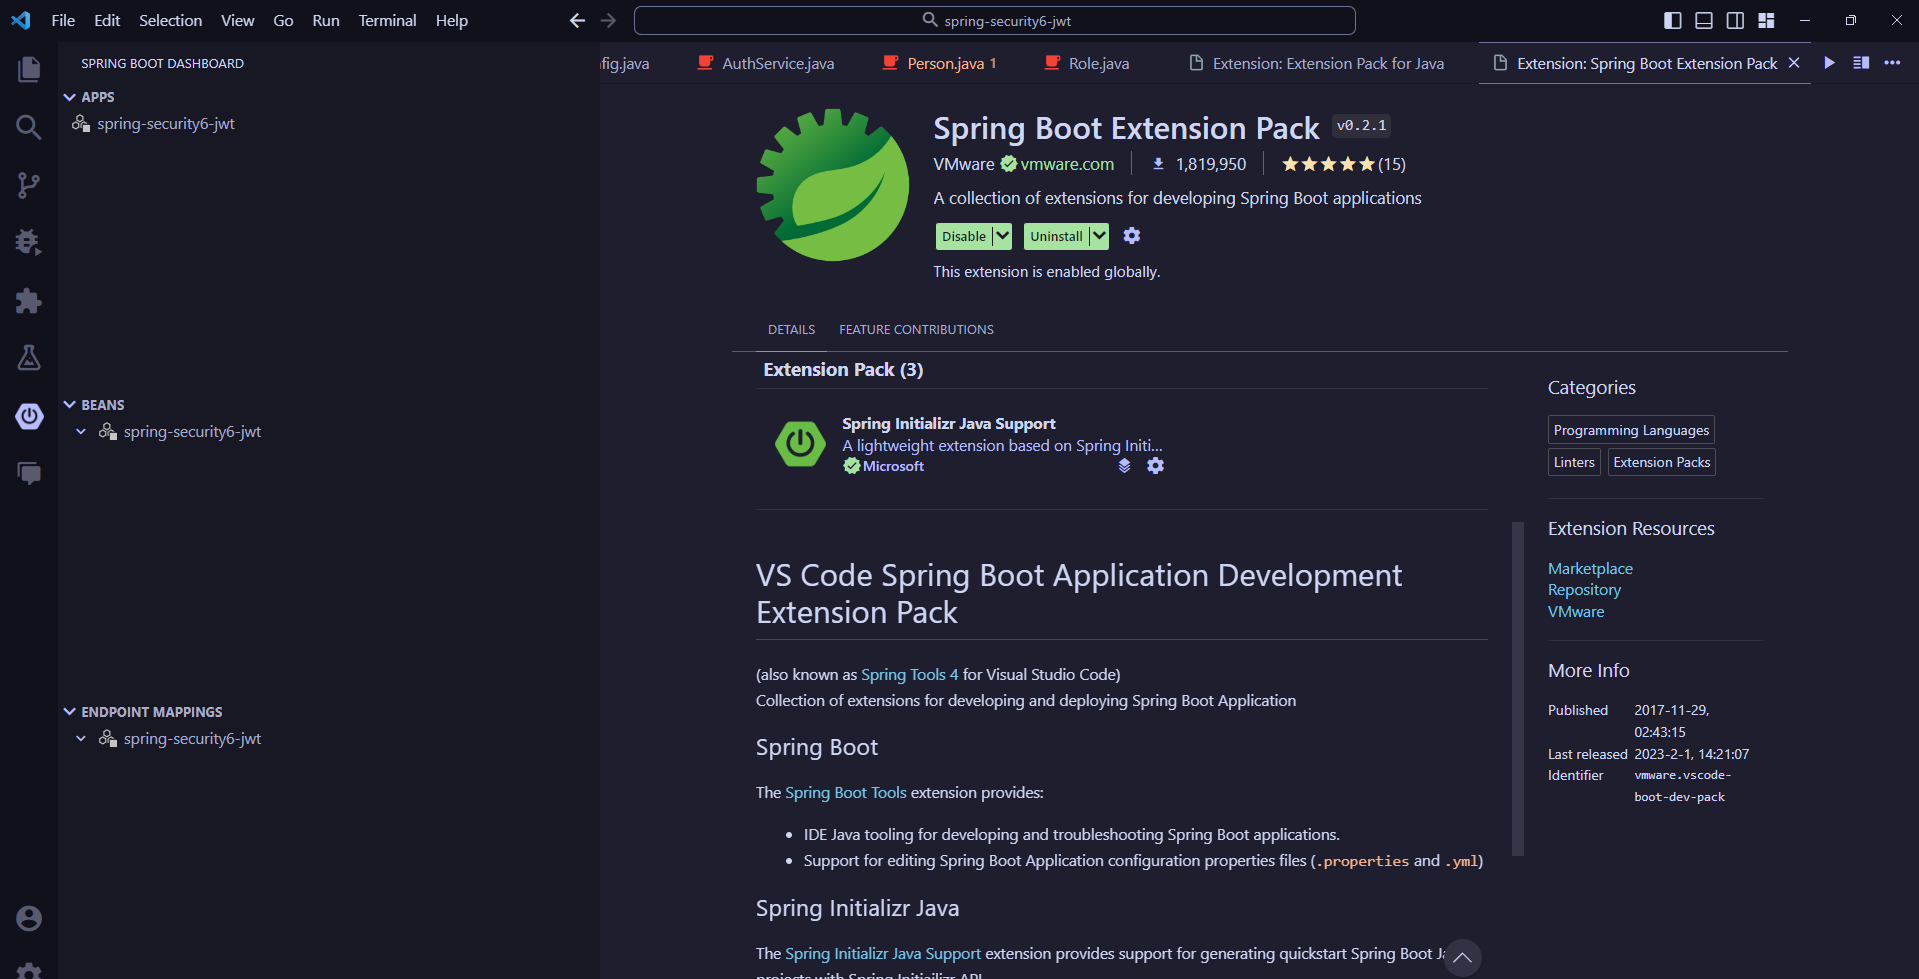 File Edit Selection View Go Run Terminal Help
spring-security6-jwt
SPRING BOOT DASHBOARD
APPS
spring-security6-jwt
BEANS
spring-security6-jwt
ENDPOINT MAPPINGS
spring-security6-jwt
fig.java AuthService.java Person.java 1 Role.java Extension: Extension Pack for Java Extension: Spring Boot Extension Pack
Spring Boot Extension Pack v0.2.1
VMware vmware.com 1,819,950 (15)
A collection of extensions for developing Spring Boot applications
Disable Uninstall
This extension is enabled globally.
DETAILS FEATURE CONTRIBUTIONS
Extension Pack (3)
Spring Initializr Java Support
A lightweight extension based on Spring Initi...
Microsoft
VS Code Spring Boot Application Development
Extension Pack
(also known as Spring Tools 4 for Visual Studio Code)
Collection of extensions for developing and deploying Spring Boot Application
Spring Boot
The Spring Boot Tools extension provides:
• IDE Java tooling for developing and troubleshooting Spring Boot applications.
• Support for editing Spring Boot Application configuration properties files (.properties and .yml)
Spring Initializr Java
The Spring Initializr Java Support extension provides support for generating quickstart Spring Boot
projects with Spring Initiailizr API
Categories
Programming Languages
Linters Extension Packs
Extension Resources
Marketplace
Repository
VMware
More Info
Published 2017-11-29,
02:43:15
Last released 2023-2-1, 14:21:07
Identifier vmware.vscode-
boot-dev-pack